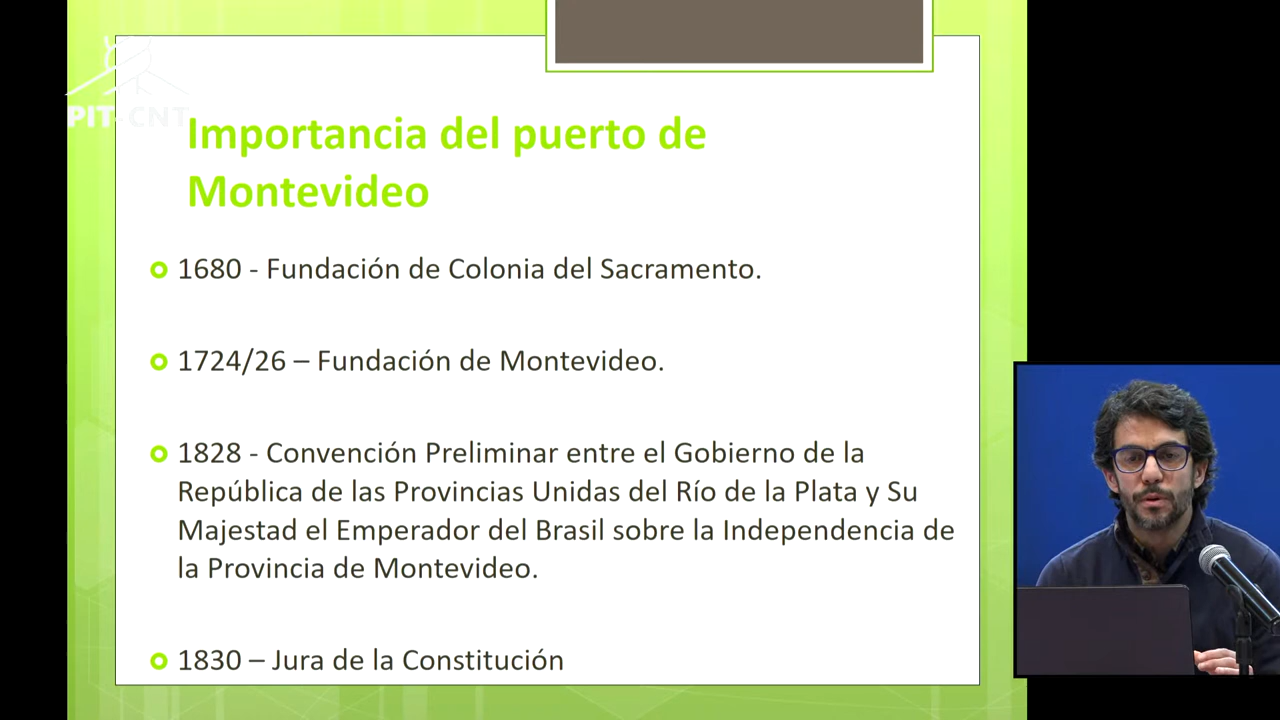 PIT-CNT
Importancia del puerto de
Montevideo
1680 - Fundación de Colonia del Sacramento.
1724/26 – Fundación de Montevideo.
1828 - Convención Preliminar entre el Gobierno de la
República de las Provincias Unidas del Río de la Plata y Su
Majestad el Emperador del Brasil sobre la Independencia de
la Provincia de Montevideo.
1830 – Jura de la Constitución